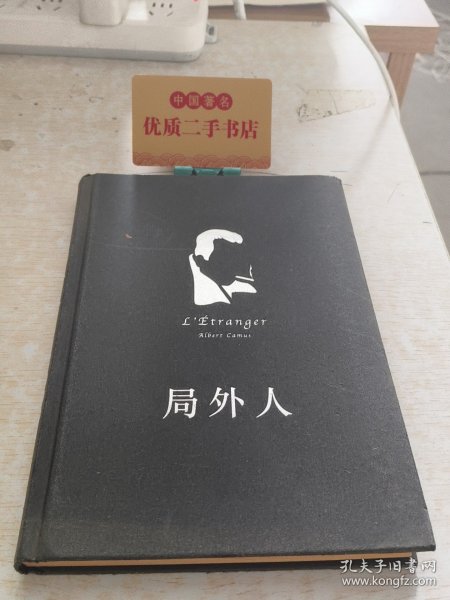 中国著名
优质二手书店
L'Étranger
Albert Camus
局外人
孔夫子旧书网
www.kongfz.com